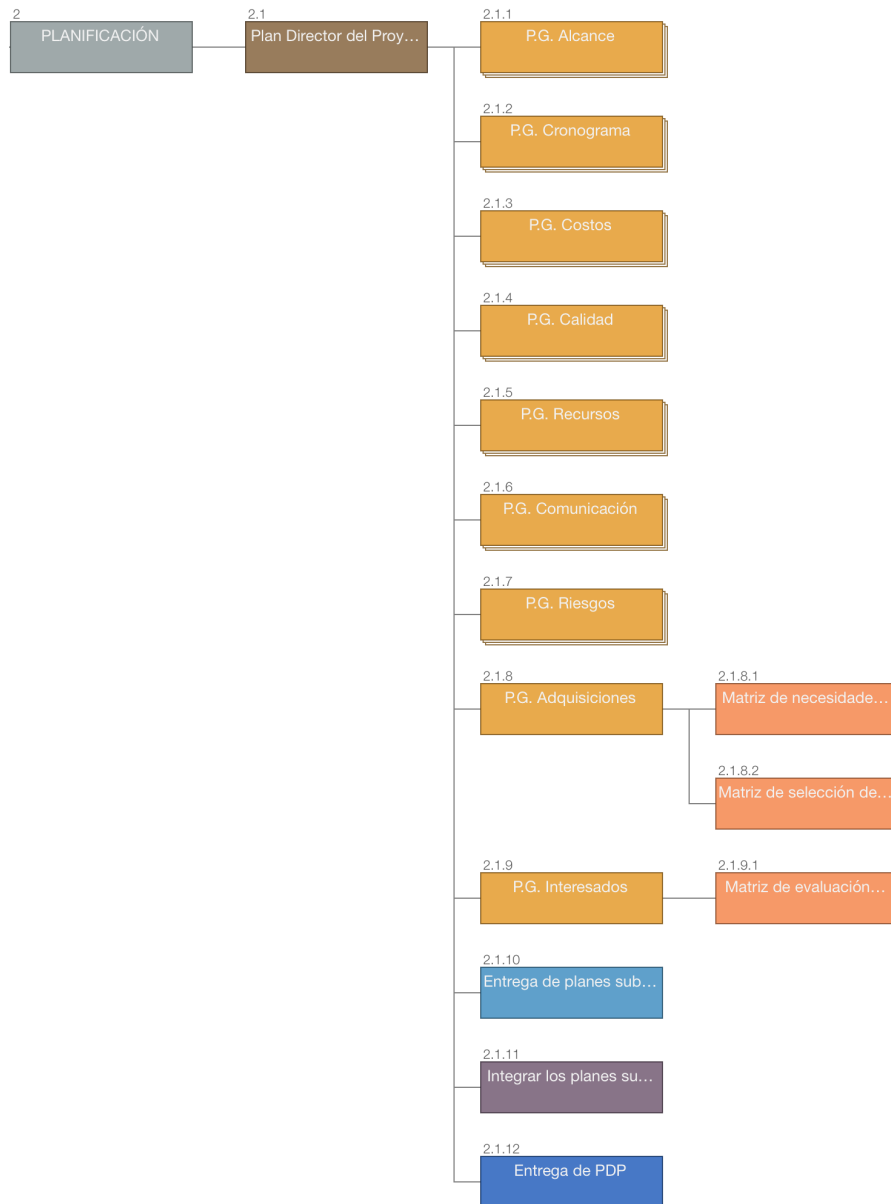 2
PLANIFICACIÓN
2.1
Plan Director del Proy…
2.1.1
P.G. Alcance
2.1.2
P.G. Cronograma
2.1.3
P.G. Costos
2.1.4
P.G. Calidad
2.1.5
P.G. Recursos
2.1.6
P.G. Comunicación
2.1.7
P.G. Riesgos
2.1.8
P.G. Adquisiciones
2.1.8.1
Matriz de necesidade…
2.1.8.2
Matriz de selección de…
2.1.9
P.G. Interesados
2.1.9.1
Matriz de evaluación…
2.1.10
Entrega de planes sub…
2.1.11
Integrar los planes su…
2.1.12
Entrega de PDP